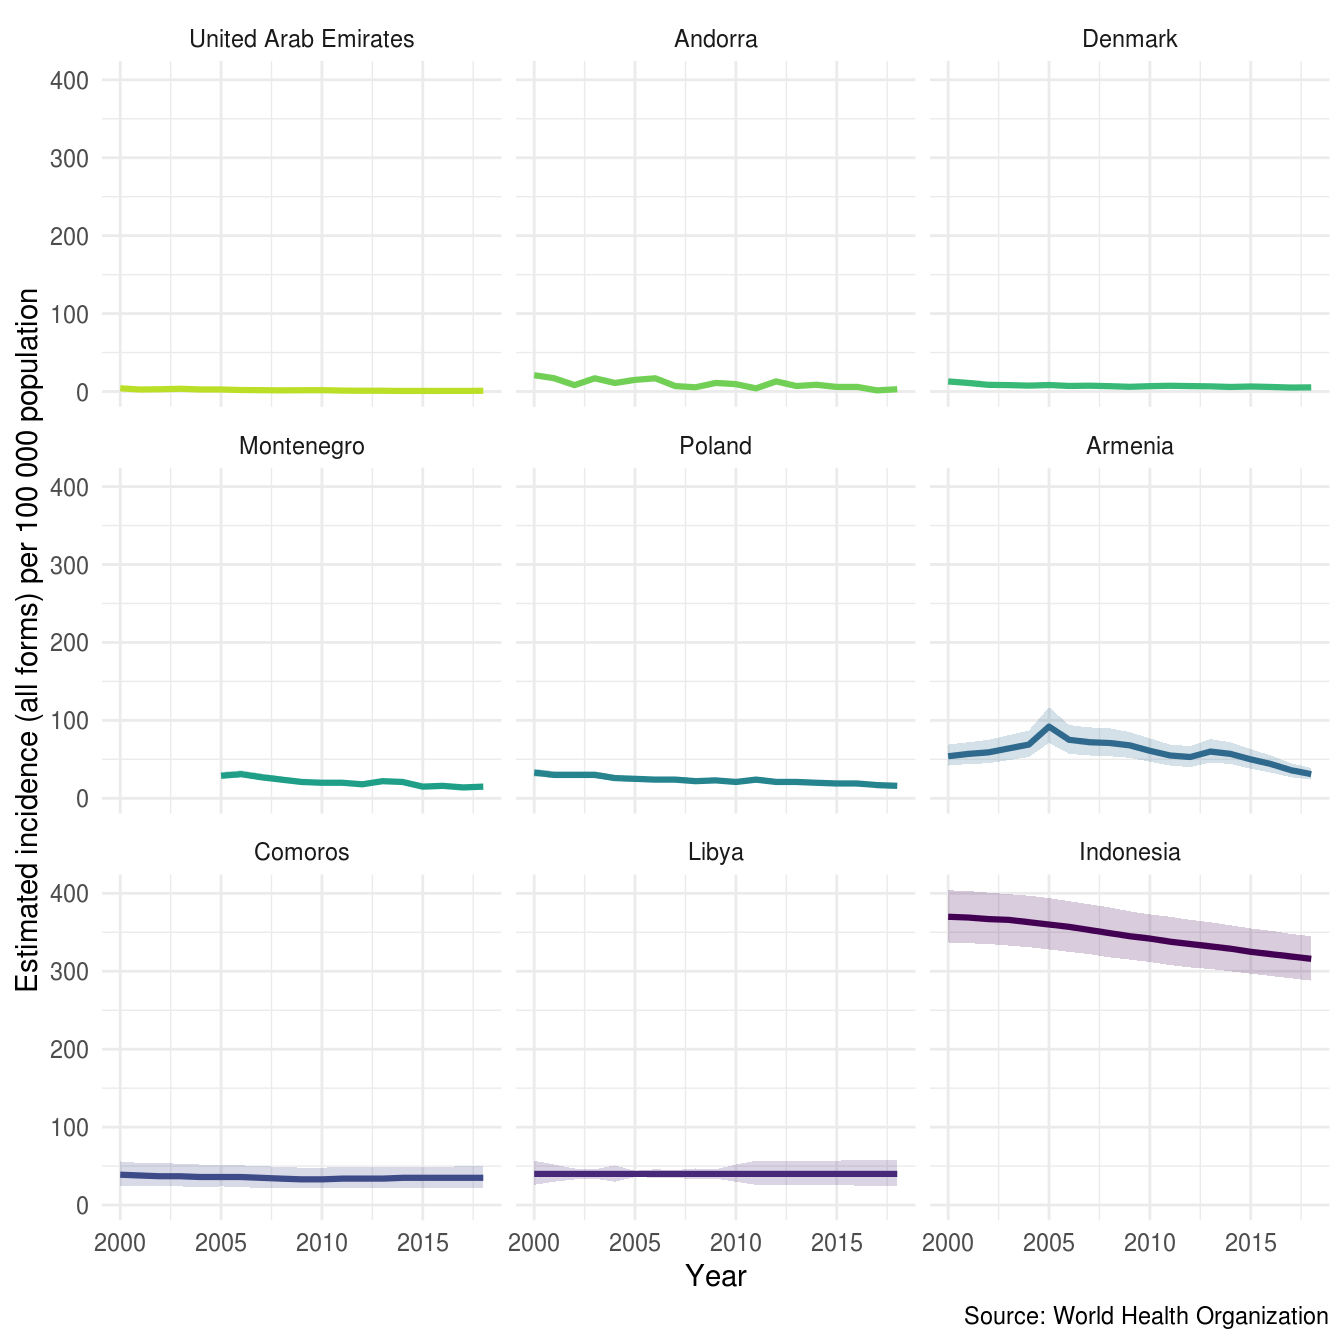 United Arab Emirates Andorra Denmark
400
300
200
100
0
Montenegro Poland Armenia
400
300
200
100
0
Comoros Libya Indonesia
400
300
200
100
0
2000 2005 2010 2015 2000 2005 2010 2015 2000 2005 2010 2015
Estimated incidence (all forms) per 100 000 population
Year
Source: World Health Organization